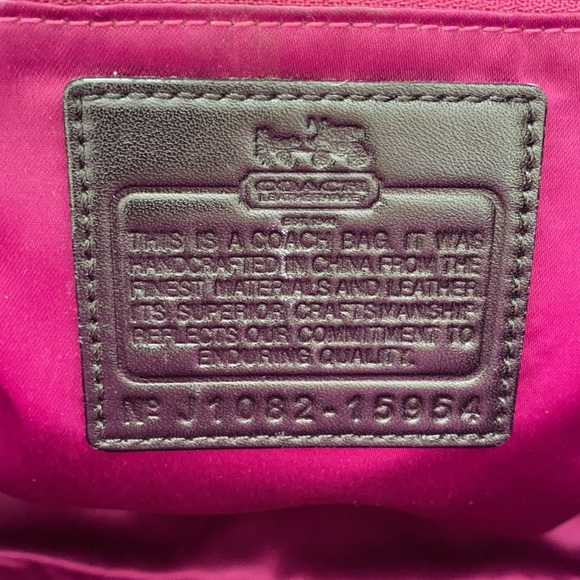 COACH
LEATHERWARE
THIS IS A COACH BAG. IT WAS
HANDCRAFTED IN CHINA FROM THE
FINEST MATERIALS AND LEATHER.
ITS SUPERIOR CRAFTSMANSHIP
REFLECTS OUR COMMITMENT TO
ENDURING QUALITY.
Nº J1082-15954